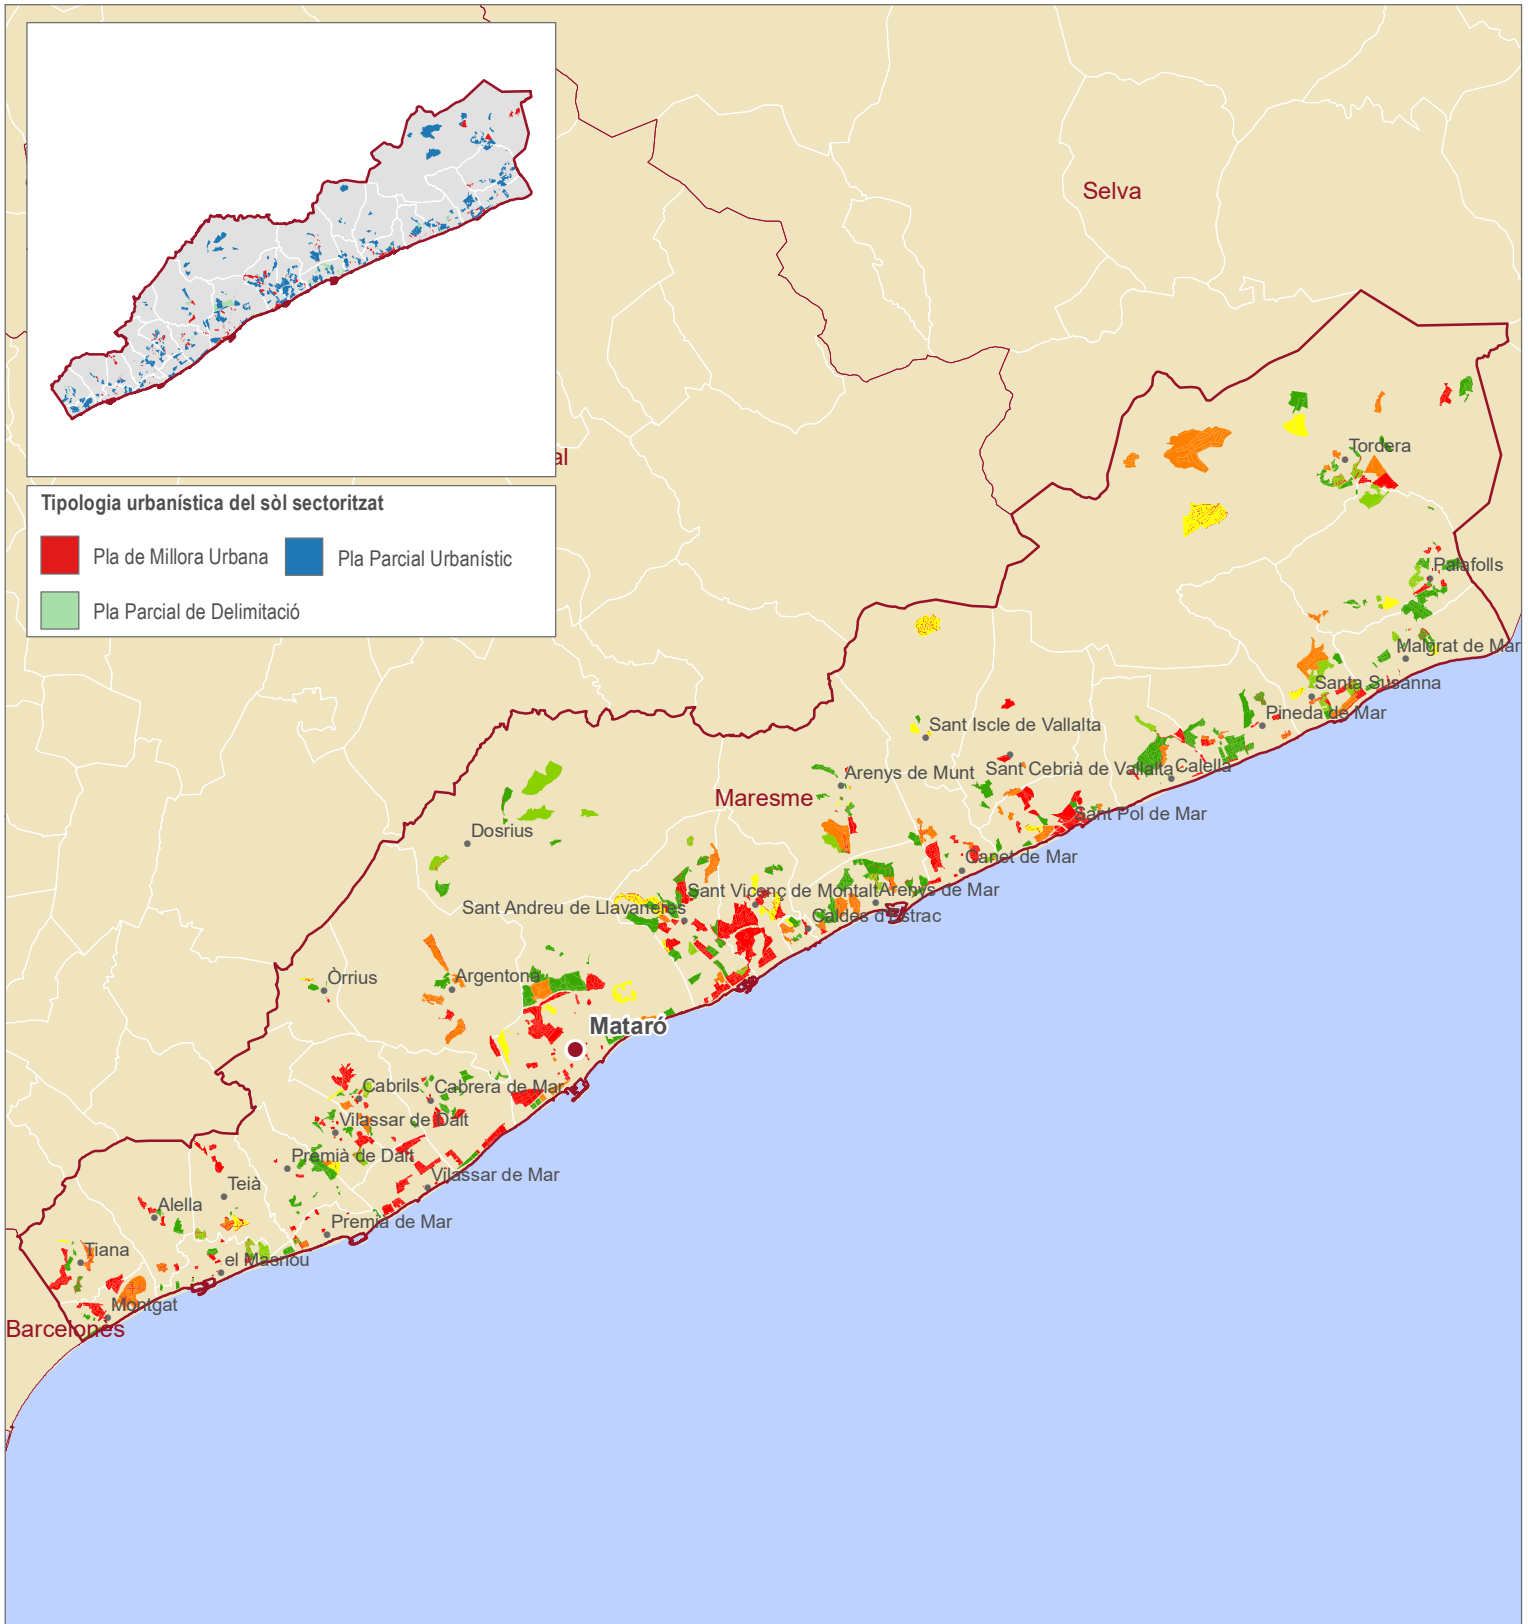 Selva
al
Tipologia urbanística del sòl sectoritzat
Pla de Millora Urbana
Pla Parcial Urbanístic
Pla Parcial de Delimitació
Tordera
Palafolls
Malgrat de Mar
Santa Susanna
Pineda de Mar
Sant Iscle de Vallalta
Arenys de Munt
Sant Cebrià de Vallalta
Calella
Maresme
Sant Pol de Mar
Dosrius
Canet de Mar
Sant Vicenç de Montalt
Arenys de Mar
Sant Andreu de Llavaneres
Caldes d'Estrac
Òrrius
Argentona
Mataró
Cabrils
Cabrera de Mar
Vilassar de Dalt
Premià de Dalt
Vilassar de Mar
Teià
Alella
Premià de Mar
Tiana
el Masnou
Montgat
Barcelonès